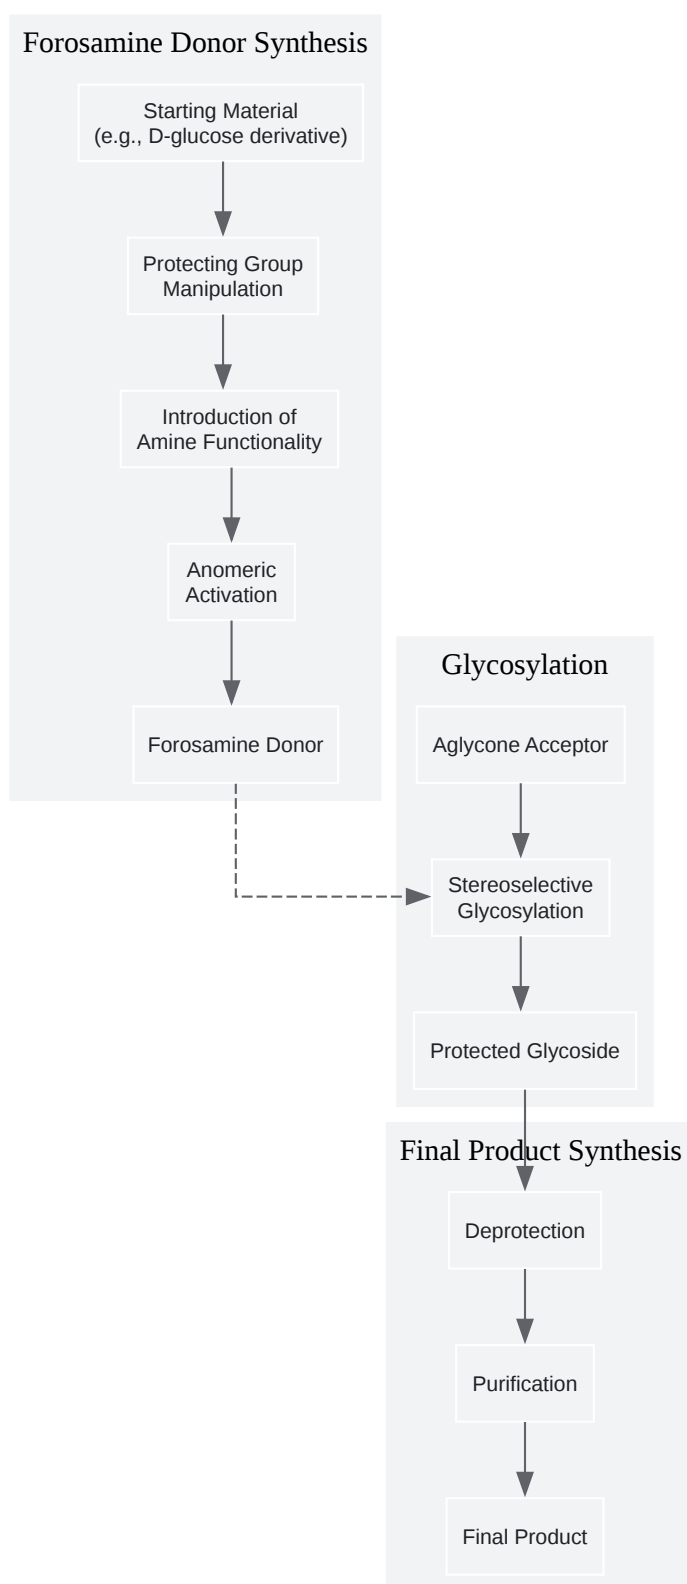 Forosamine Donor Synthesis
Starting Material
(e.g., D-glucose derivative)
Protecting Group
Manipulation
Introduction of
Amine Functionality
Anomeric
Activation
Forosamine Donor
Glycosylation
Aglycone Acceptor
Stereoselective
Glycosylation
Protected Glycoside
Final Product Synthesis
Deprotection
Purification
Final Product